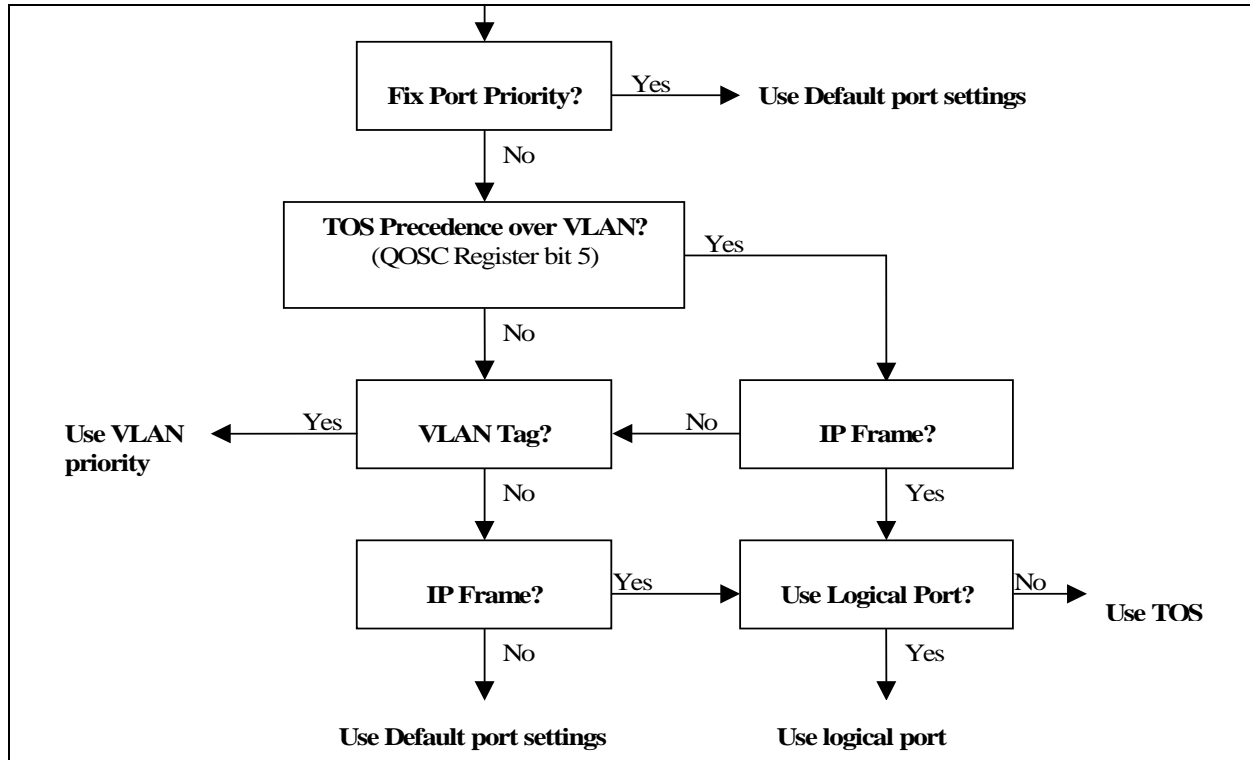 Fix Port Priority?
Yes
Use Default port settings
No
TOS Precedence over VLAN?
(QOSC Register bit 5)
Yes
No
Use VLAN
priority
Yes
VLAN Tag?
No
IP Frame?
No
Yes
IP Frame?
Yes
Use Logical Port?
No
Use TOS
No
Yes
Use Default port settings
Use logical port